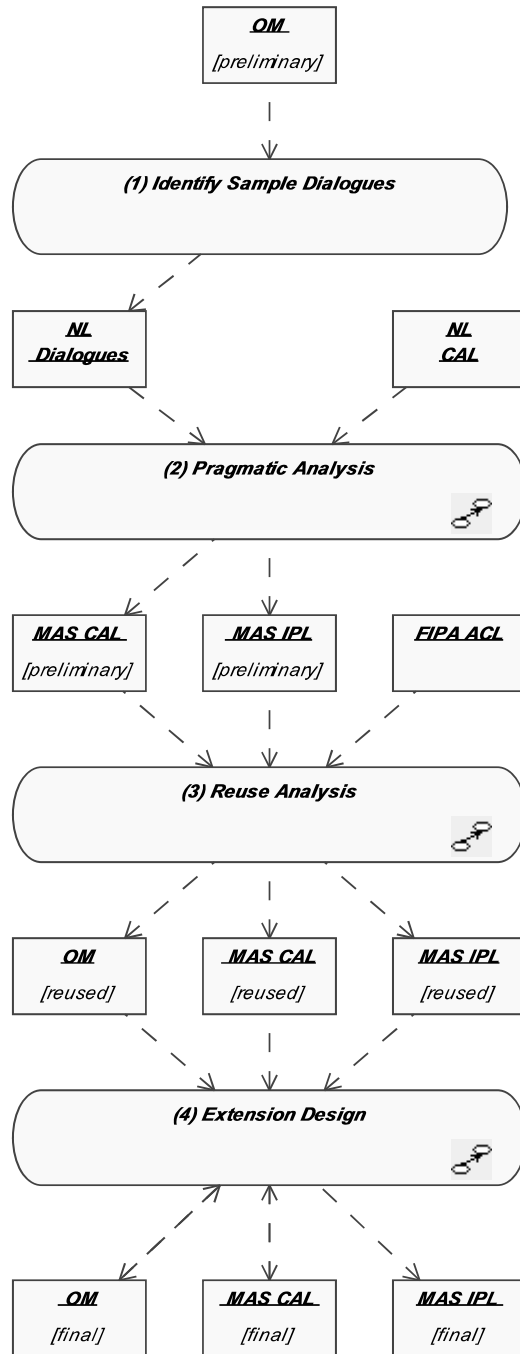 OM
[preliminary]
(1) Identify Sample Dialogues
NL
Dialogues
NL
CAL
(2) Pragmatic Analysis
MAS CAL
[preliminary]
MAS IPL
[preliminary]
FIPA ACL
(3) Reuse Analysis
OM
[reused]
MAS CAL
[reused]
MAS IPL
[reused]
(4) Extension Design
OM
[final]
MAS CAL
[final]
MAS IPL
[final]